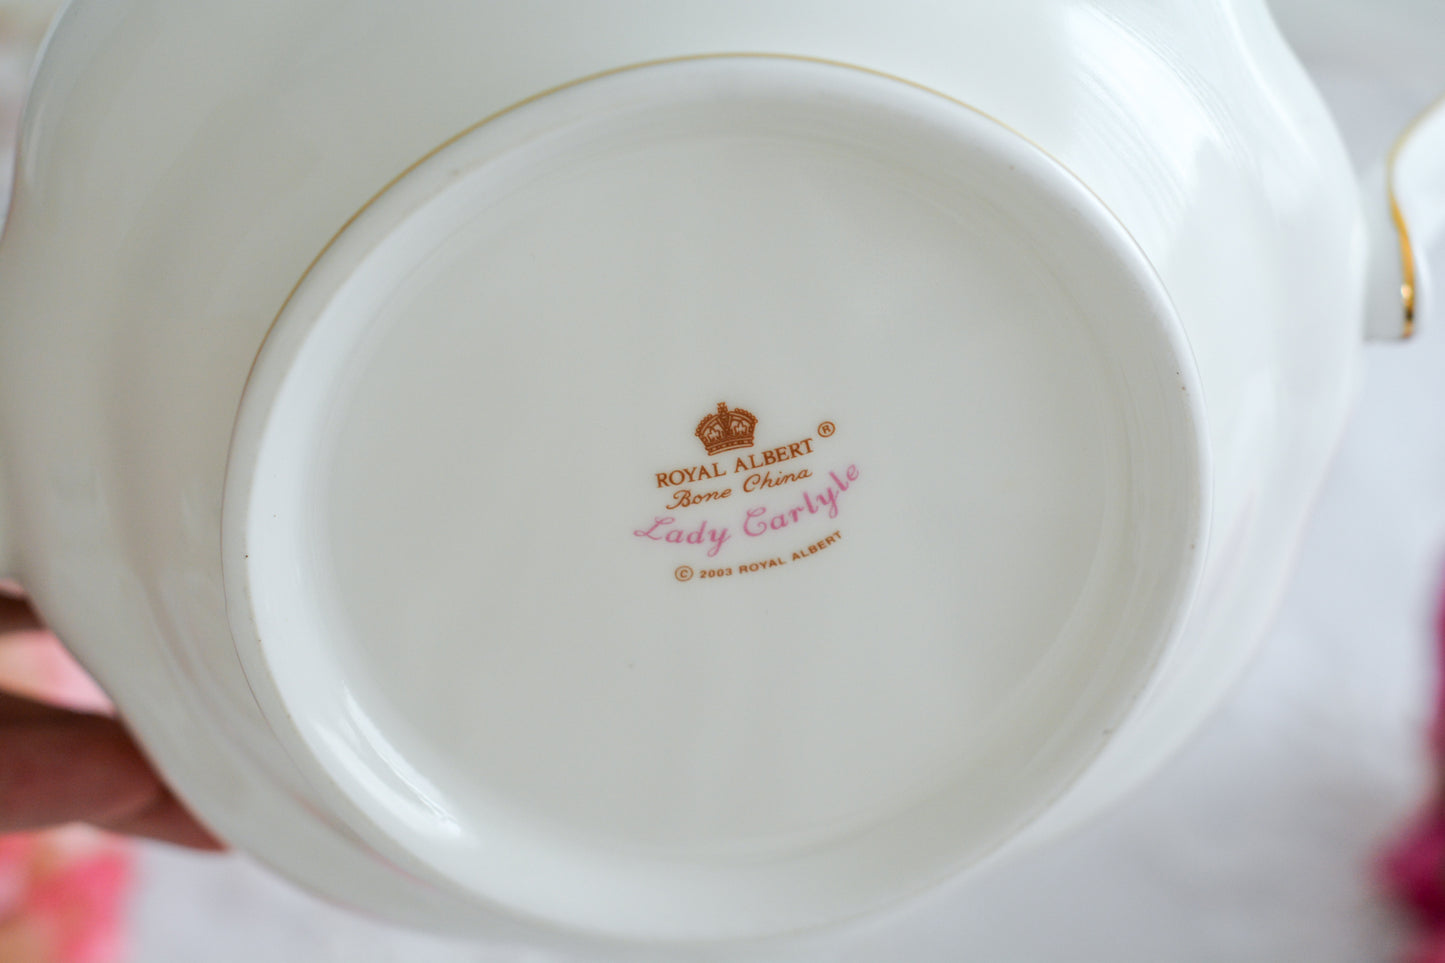 ROYAL ALBERT ®
Bone China
Lady Carlyle
© 2003 ROYAL ALBERT